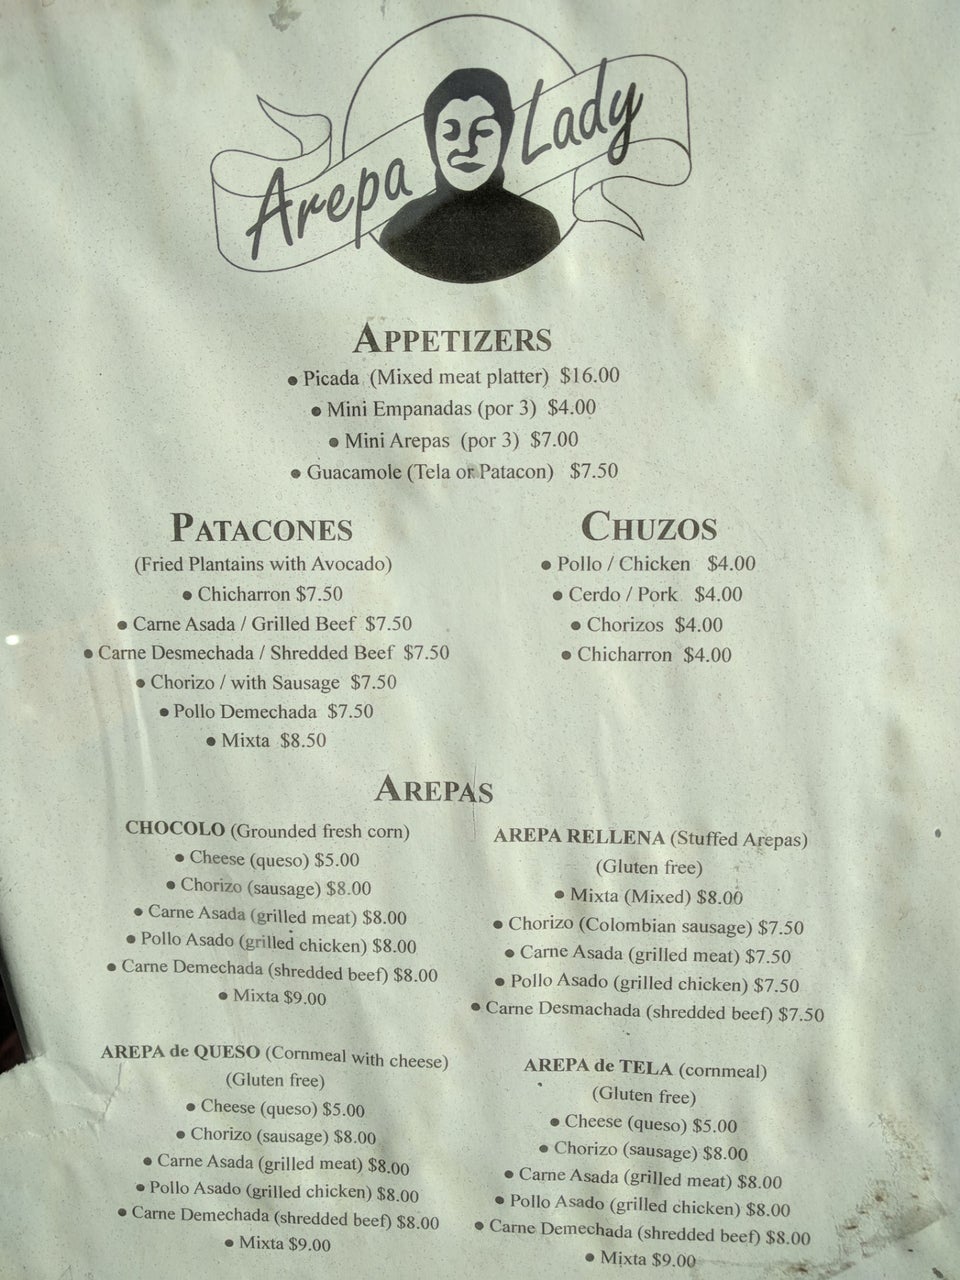 Arepa Lady
APPETIZERS
● Picada (Mixed meat platter) $16.00
● Mini Empanadas (por 3) $4.00
● Mini Arepas (por 3) $7.00
● Guacamole (Tela or Patacon) $7.50
PATACONES
(Fried Plantains with Avocado)
● Chicharron $7.50
● Carne Asada / Grilled Beef $7.50
● Carne Desmechada / Shredded Beef $7.50
● Chorizo / with Sausage $7.50
● Pollo Demechada $7.50
● Mixta $8.50
CHUZOS
● Pollo / Chicken $4.00
● Cerdo / Pork $4.00
● Chorizos $4.00
● Chicharron $4.00
AREPAS
CHOCOLO (Grounded fresh corn)
● Cheese (queso) $5.00
● Chorizo (sausage) $8.00
● Carne Asada (grilled meat) $8.00
● Pollo Asado (grilled chicken) $8.00
● Carne Demechada (shredded beef) $8.00
● Mixta $9.00
AREPA RELLENA (Stuffed Arepas)
(Gluten free)
● Mixta (Mixed) $8.00
● Chorizo (Colombian sausage) $7.50
● Carne Asada (grilled meat) $7.50
● Pollo Asado (grilled chicken) $7.50
● Carne Desmachada (shredded beef) $7.50
AREPA de QUESO (Cornmeal with cheese)
(Gluten free)
● Cheese (queso) $5.00
● Chorizo (sausage) $8.00
● Carne Asada (grilled meat) $8.00
● Pollo Asado (grilled chicken) $8.00
● Carne Demechada (shredded beef) $8.00
● Mixta $9.00
AREPA de TELA (cornmeal)
(Gluten free)
● Cheese (queso) $5.00
● Chorizo (sausage) $8.00
● Carne Asada (grilled meat) $8.00
● Pollo Asado (grilled chicken) $8.00
● Carne Demechada (shredded beef) $8.00
● Mixta $9.00